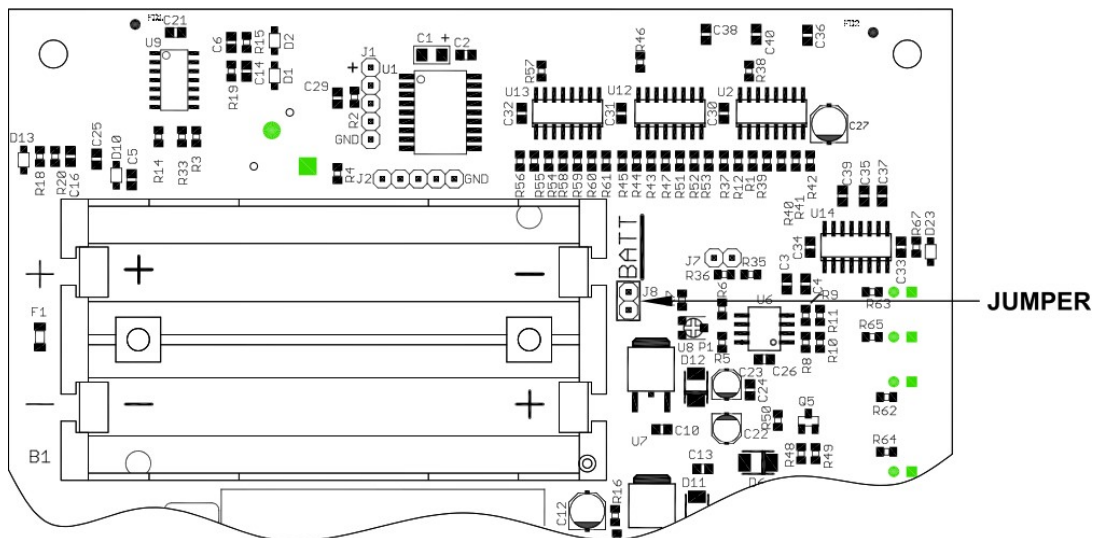 C21
U9
C6
R15
D2
R19
C14
D1
J1
+
U1
C1 +
C2
C29
R2
GND
J2
GND
R4
D13
R18
R20
C16
C25
D10
C5
R14
R33
R3
R57
R46
C38
C40
C36
R38
U13
U12
U2
C32
C31
C30
C27
R56
R55
R54
R58
R59
R60
R61
R45
R44
R43
R47
R51
R52
R53
R37
R12
R1
R39
R40
R41
R42
C39
C35
C37
U14
C34
C33
R67
D23
BATT
J7
R36
R35
J8
JUMPER
R6
C3
C4
U6
R9
R11
R63
R65
R8
R10
U8
P1
R5
D12
C23
C24
C26
R62
R50
Q5
C22
U7
C10
R64
R48
R49
C13
D11
D6
C12
R16
F1
B1
+
-
+
-
-
+